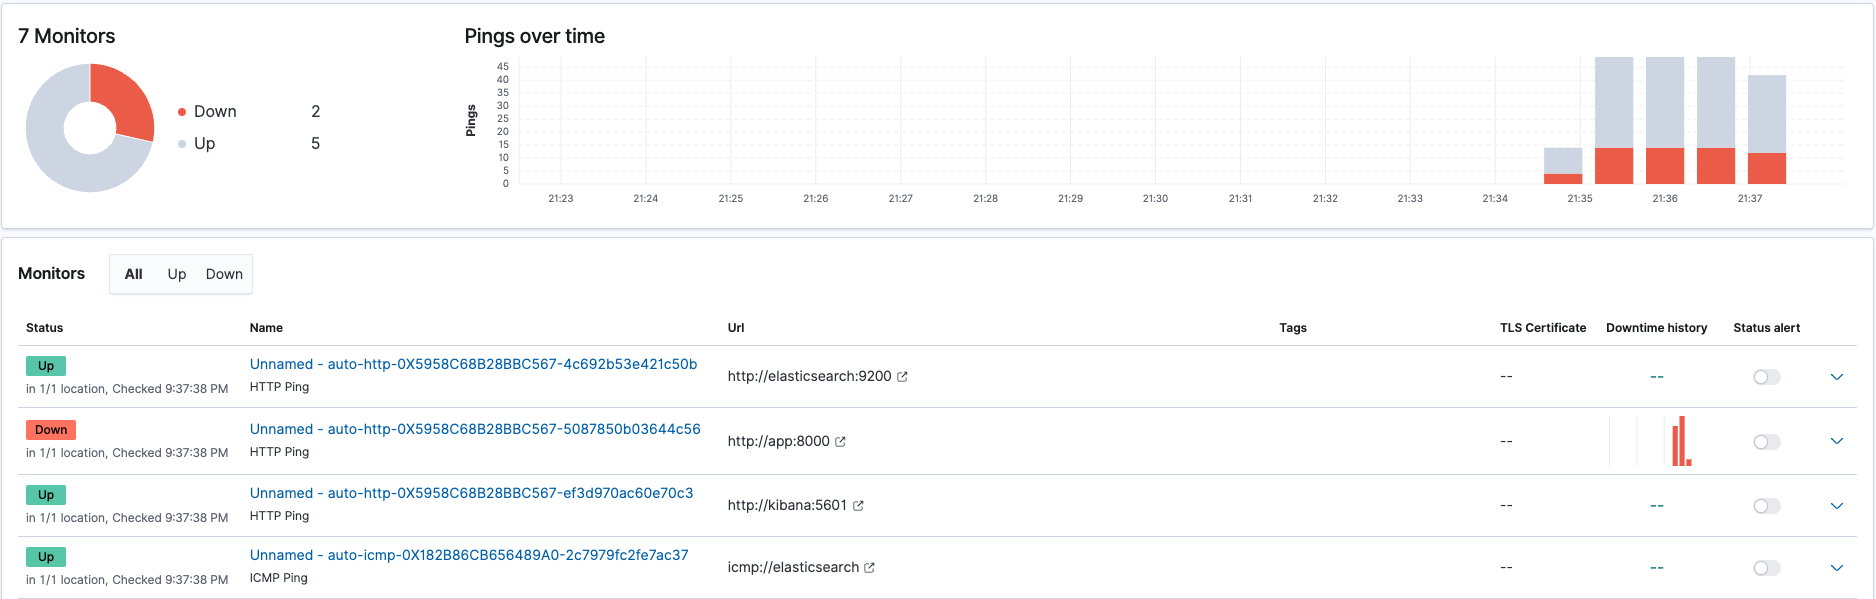 7 Monitors
Down 2
Up 5
Pings over time
Pings
45
40
35
30
25
20
15
10
5
0
21:23 21:24 21:25 21:26 21:27 21:28 21:29 21:30 21:31 21:32 21:33 21:34 21:35 21:36 21:37
Monitors All Up Down
Status Name Url Tags TLS Certificate Downtime history Status alert
Up
in 1/1 location, Checked 9:37:38 PM
Unnamed - auto-http-0X5958C68B28BBC567-4c692b53e421c50b
HTTP Ping
http://elasticsearch:9200
-- --
Down
in 1/1 location, Checked 9:37:38 PM
Unnamed - auto-http-0X5958C68B28BBC567-5087850b03644c56
HTTP Ping
http://app:8000
--
Up
in 1/1 location, Checked 9:37:38 PM
Unnamed - auto-http-0X5958C68B28BBC567-ef3d970ac60e70c3
HTTP Ping
http://kibana:5601
-- --
Up
in 1/1 location, Checked 9:37:38 PM
Unnamed - auto-icmp-0X182B86CB656489A0-2c7979fc2fe7ac37
ICMP Ping
icmp://elasticsearch
-- --